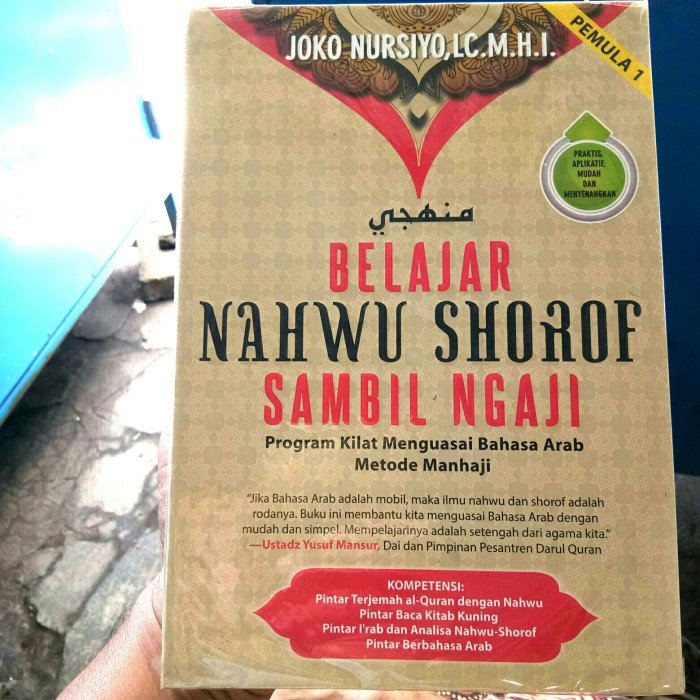 JOKO NURSIYO,LC.M.H.I.
PEMULA 1
PRAKTIS,
APLIKATIF,
MUDAH
DAN
MENYENANGKAN
منهجي
BELAJAR
NAHWU SHOROF
SAMBIL NGAJI
Program Kilat Menguasai Bahasa Arab
Metode Manhaji
"Jika Bahasa Arab adalah mobil, maka ilmu nahwu dan shorof adalah
rodanya. Buku ini membantu kita menguasai Bahasa Arab dengan
mudah dan simpel. Mempelajarinya adalah setengah dari agama kita."
—Ustadz Yusuf Mansur, Dai dan Pimpinan Pesantren Darul Quran
KOMPETENSI:
Pintar Terjemah al-Quran dengan Nahwu
Pintar Baca Kitab Kuning
Pintar I'rab dan Analisa Nahwu-Shorof
Pintar Berbahasa Arab